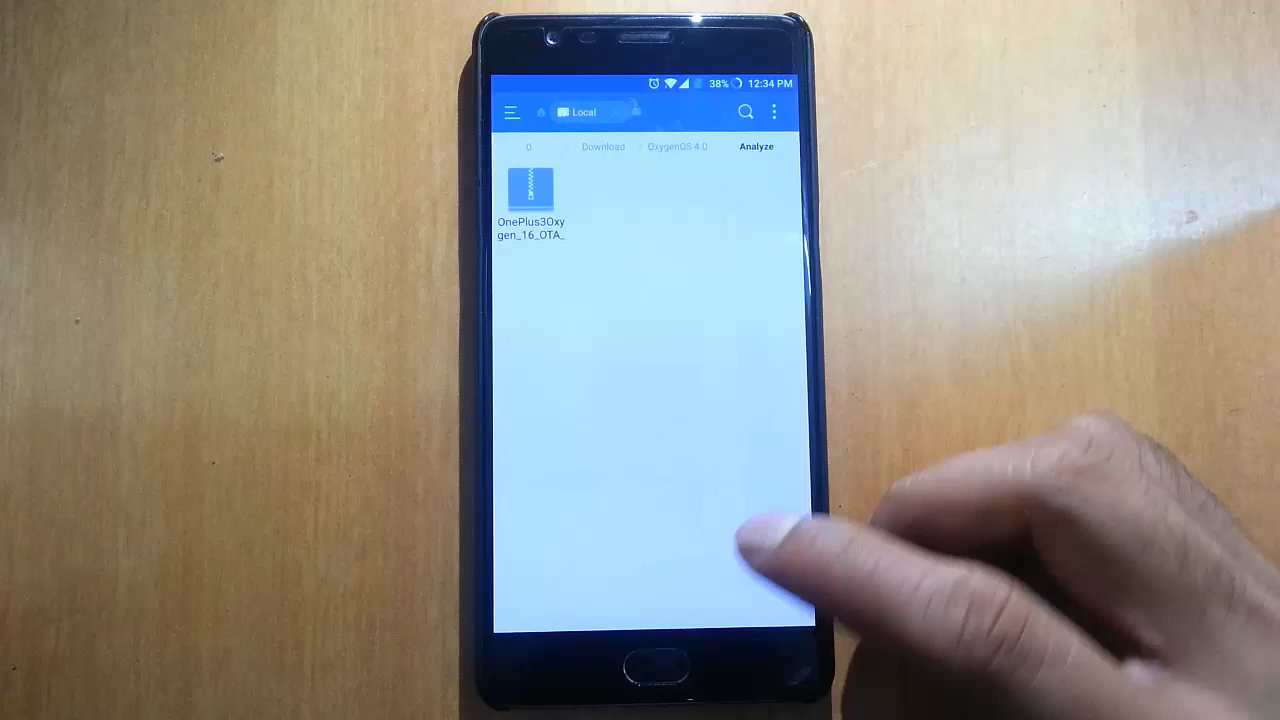 38% 12:34 PM
Local
0 Download OxygenOS 4.0 Analyze
OnePlus3Oxy
gen_16_OTA_